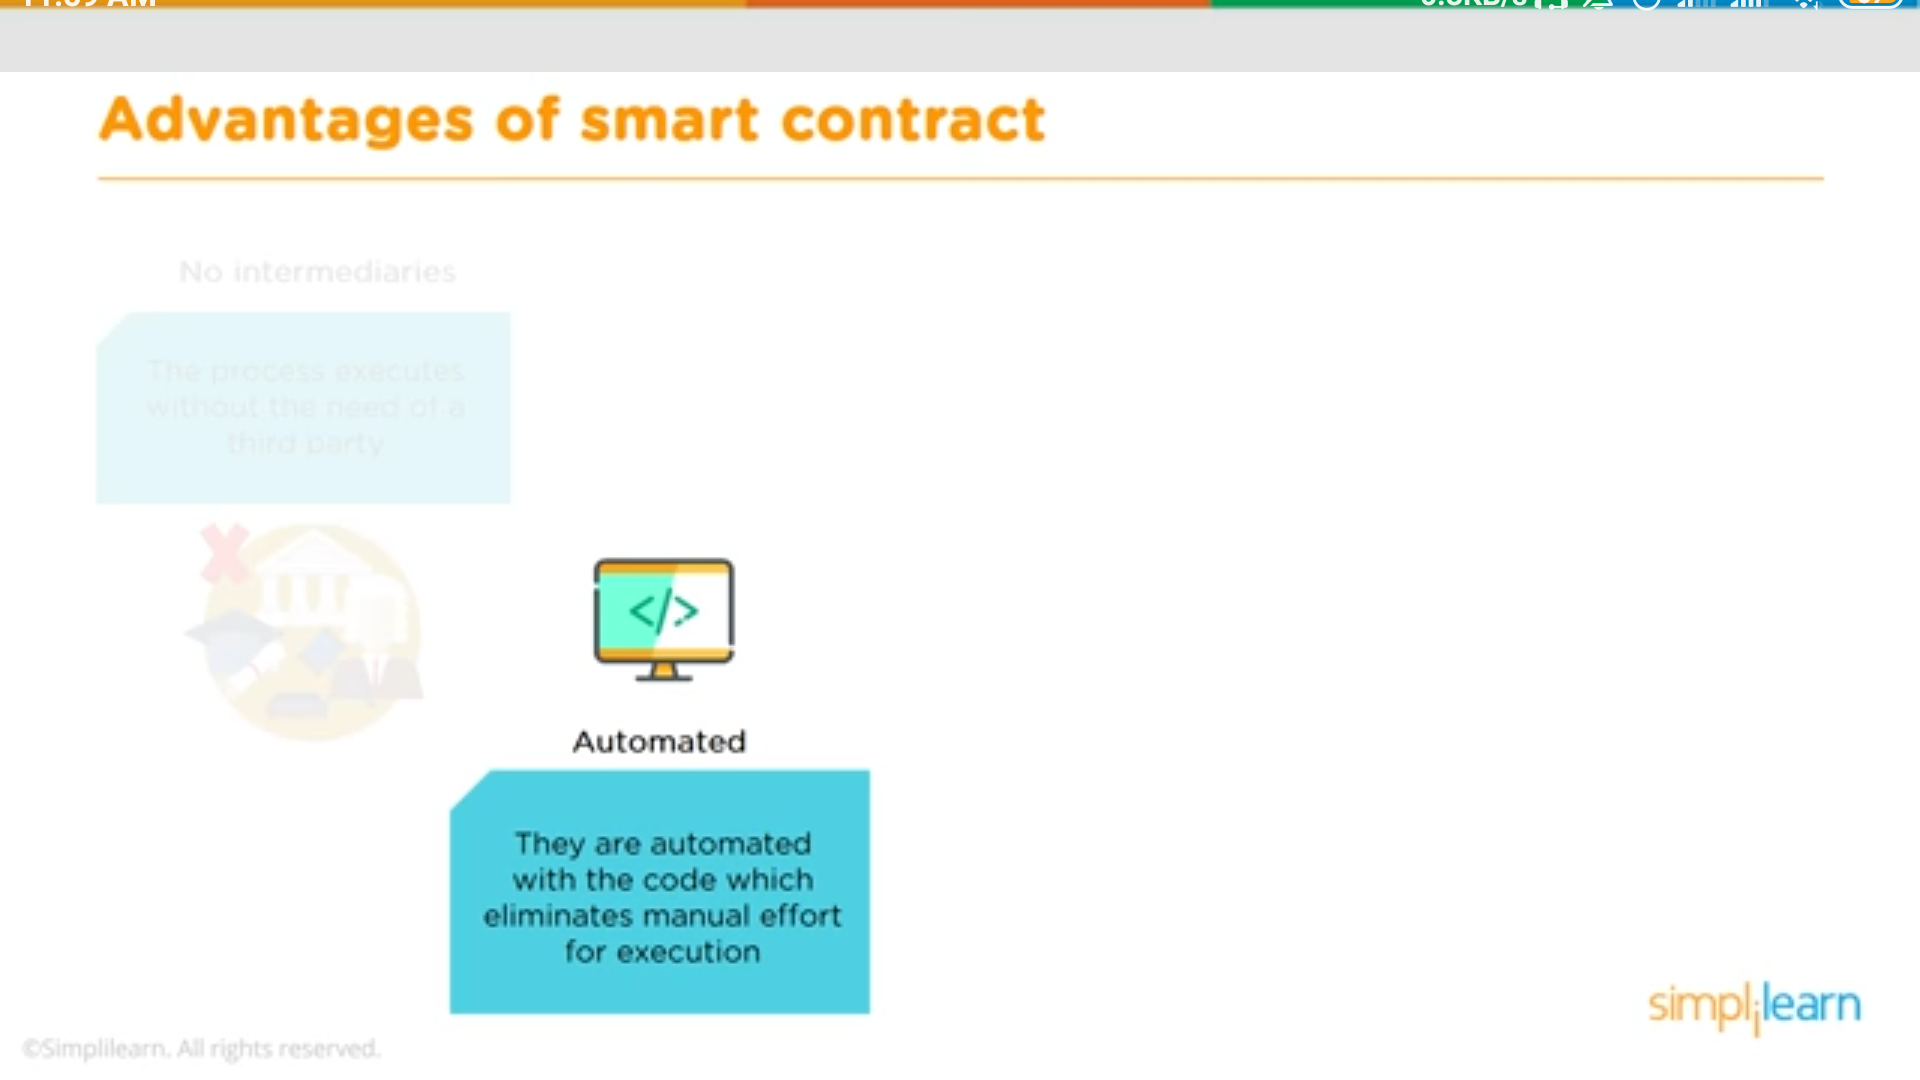 Advantages of smart contract
No intermediaries
The process executes
without the need of a
third party
</>
Automated
They are automated
with the code which
eliminates manual effort
for execution
simplilearn
©Simplilearn. All rights reserved.